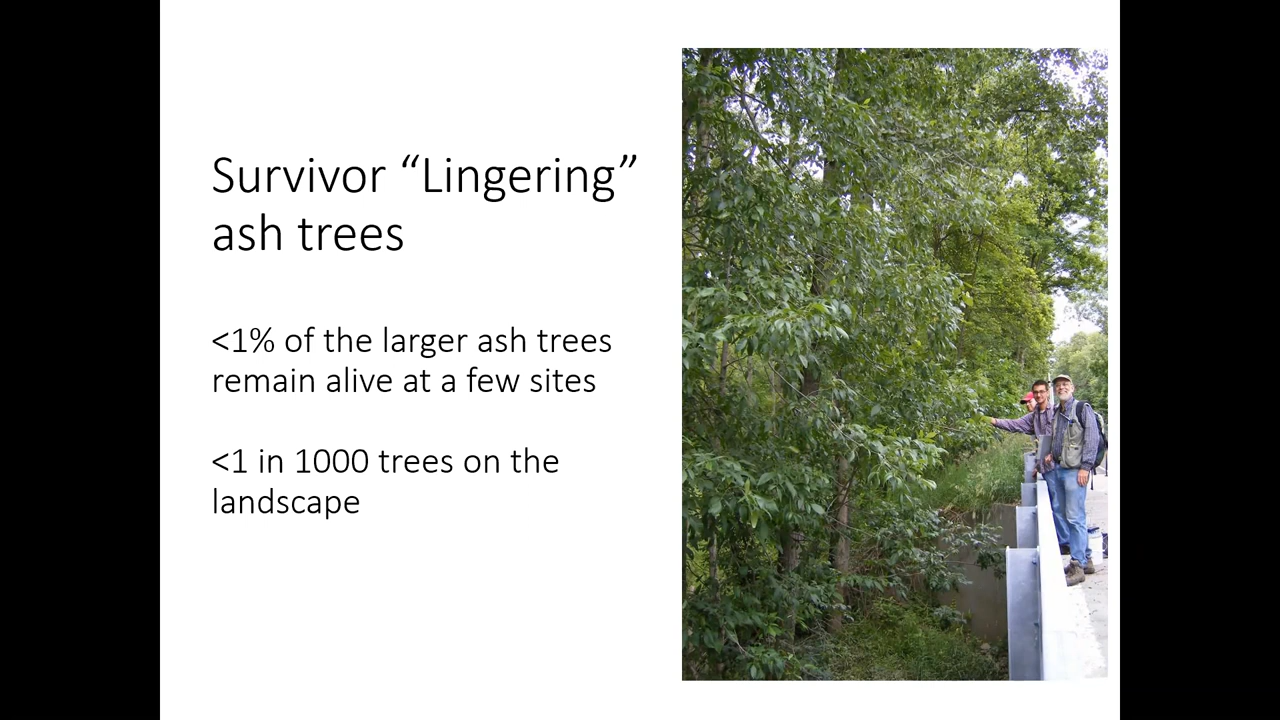 Survivor “Lingering”
ash trees
<1% of the larger ash trees
remain alive at a few sites
<1 in 1000 trees on the
landscape